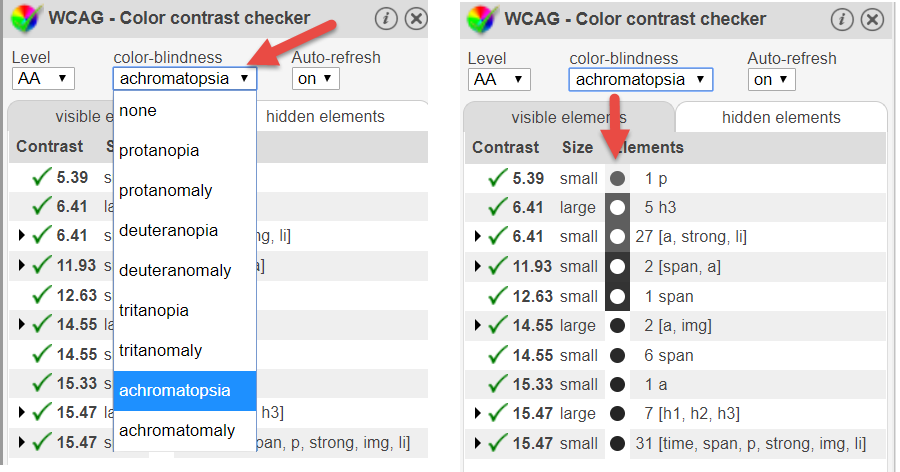 WCAG - Color contrast checker
Level color-blindness Auto-refresh
AA achromatopsia on
visible e hidden elements
Contrast S
none
protanopia
protanomaly
deuteranopia
deuteranomaly
tritanopia
tritanomaly
achromatopsia
achromatomaly
5.39 s
6.41 la
6.41 s ng, li]
11.93 s a]
12.63 s
14.55 la
14.55 s
15.33 s
15.47 la h3]
15.47 s pan, p, strong, img, li]
WCAG - Color contrast checker
Level color-blindness Auto-refresh
AA achromatopsia on
visible elements hidden elements
Contrast Size Elements
5.39 small 1 p
6.41 large 5 h3
6.41 small 27 [a, strong, li]
11.93 small 2 [span, a]
12.63 small 1 span
14.55 large 2 [a, img]
14.55 small 6 span
15.33 small 1 a
15.47 large 7 [h1, h2, h3]
15.47 small 31 [time, span, p, strong, img, li]